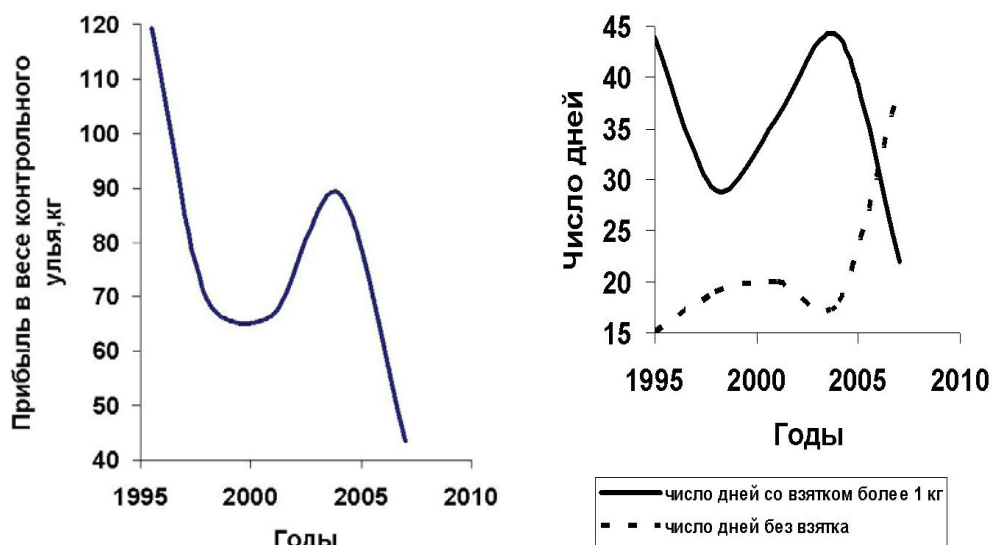 Прибыль в весе контрольного
улья,кг
120
110
100
90
80
70
60
50
40
1995 2000 2005 2010
Годы
Число дней
45
40
35
30
25
20
15
1995 2000 2005 2010
Годы
число дней со взятком более 1 кг
число дней без взятка